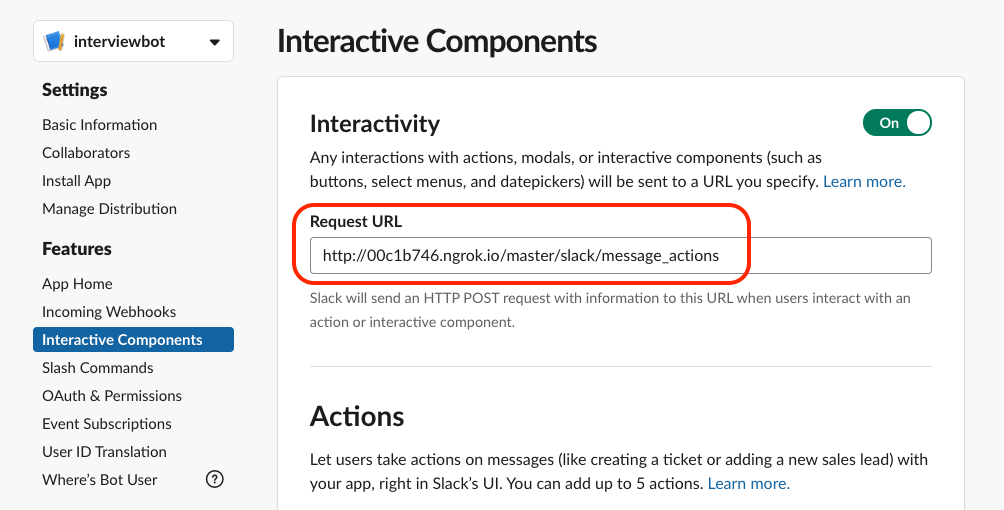 interviewbot
Settings
Basic Information
Collaborators
Install App
Manage Distribution
Features
App Home
Incoming Webhooks
Interactive Components
Slash Commands
OAuth & Permissions
Event Subscriptions
User ID Translation
Where's Bot User
?
Interactive Components
Interactivity
On
Any interactions with actions, modals, or interactive components (such as
buttons, select menus, and datepickers) will be sent to a URL you specify. Learn more.
Request URL
http://00c1b746.ngrok.io/master/slack/message_actions
Slack will send an HTTP POST request with information to this URL when users interact with an
action or interactive component.
Actions
Let users take actions on messages (like creating a ticket or adding a new sales lead) with
your app, right in Slack's UI. You can add up to 5 actions. Learn more.